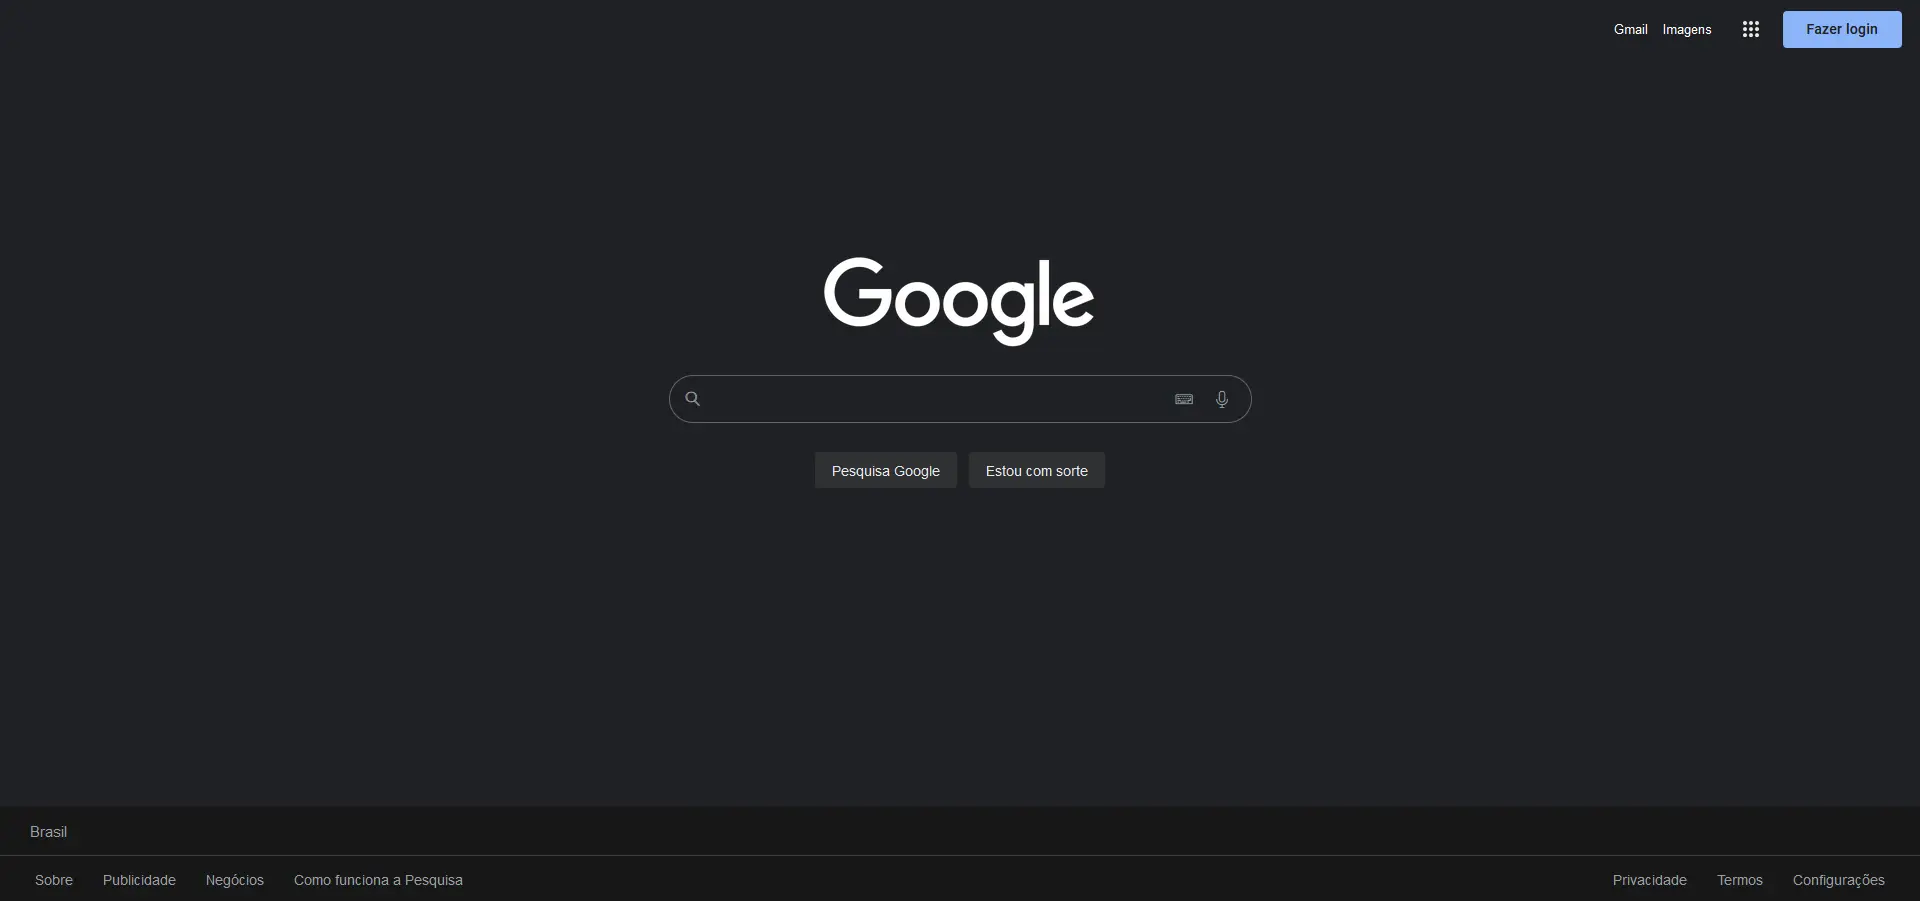 Gmail Imagens Fazer login
Google
Pesquisa Google Estou com sorte
Brasil
Sobre Publicidade Negócios Como funciona a Pesquisa Privacidade Termos Configurações